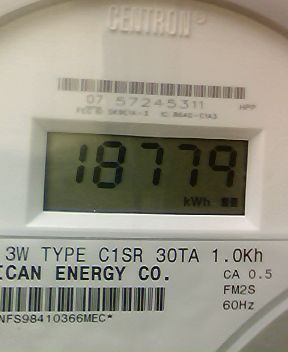 CENTRON®
07 57245311 HPP
18779
kWh
3W TYPE C1SR 30TA 1.0Kh
ICAN ENERGY CO. CA 0.5
FM2S
NFS98410366MEC* 60Hz